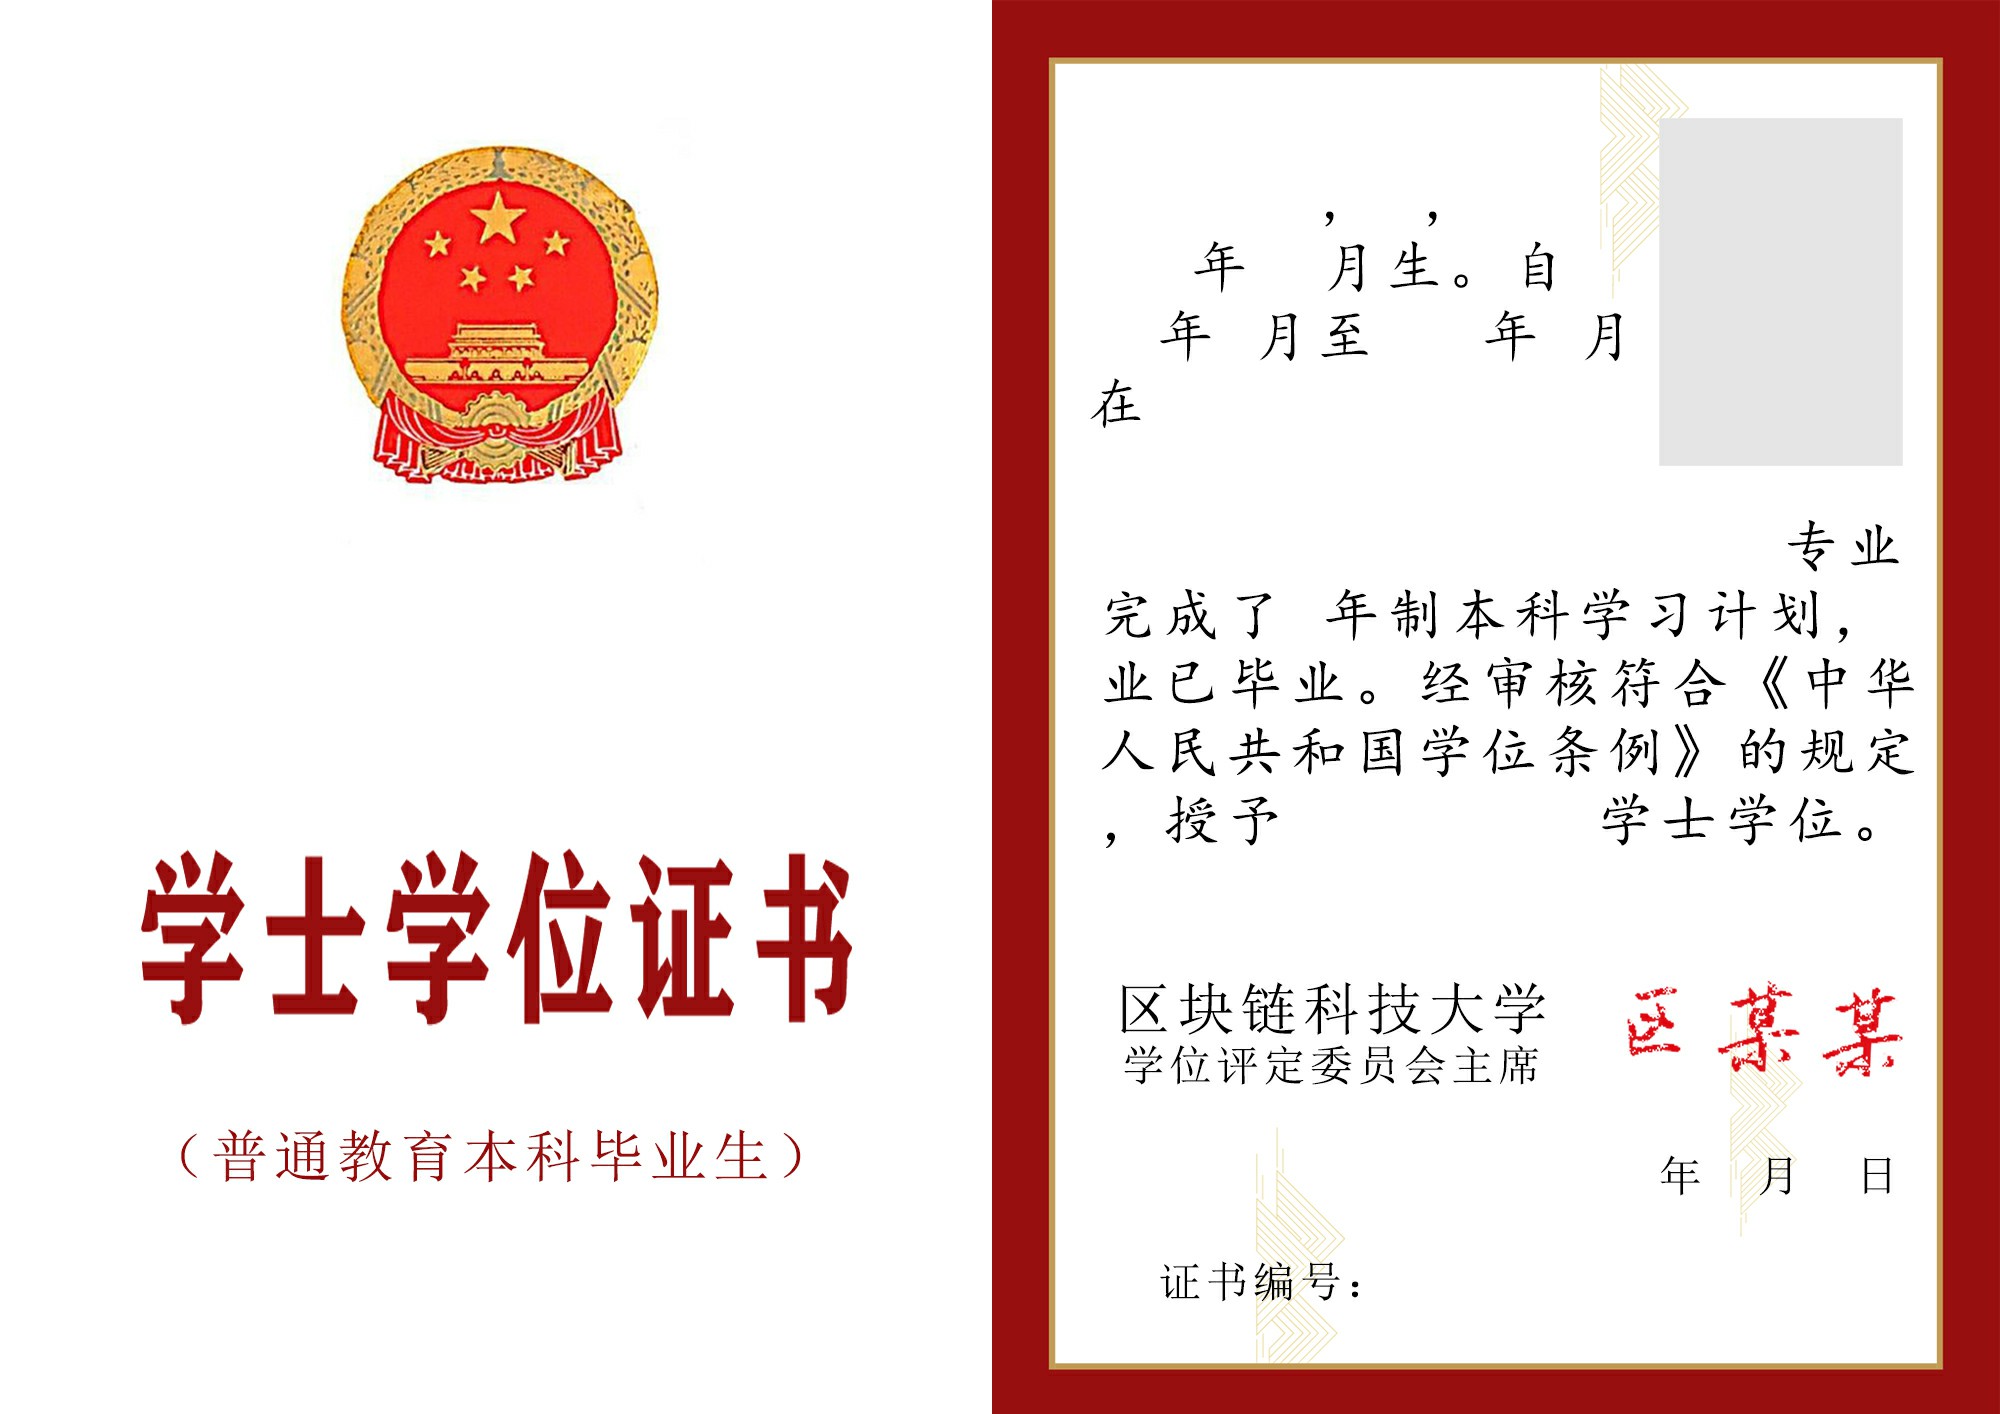 学士学位证书
（普通教育本科毕业生）
， ，
年 月生。自
年 月至 年 月
在
专业
完成了 年制本科学习计划，
业已毕业。经审核符合《中华
人民共和国学位条例》的规定
，授予 学士学位。
区块链科技大学 区某某
学位评定委员会主席
年 月 日
证书编号：